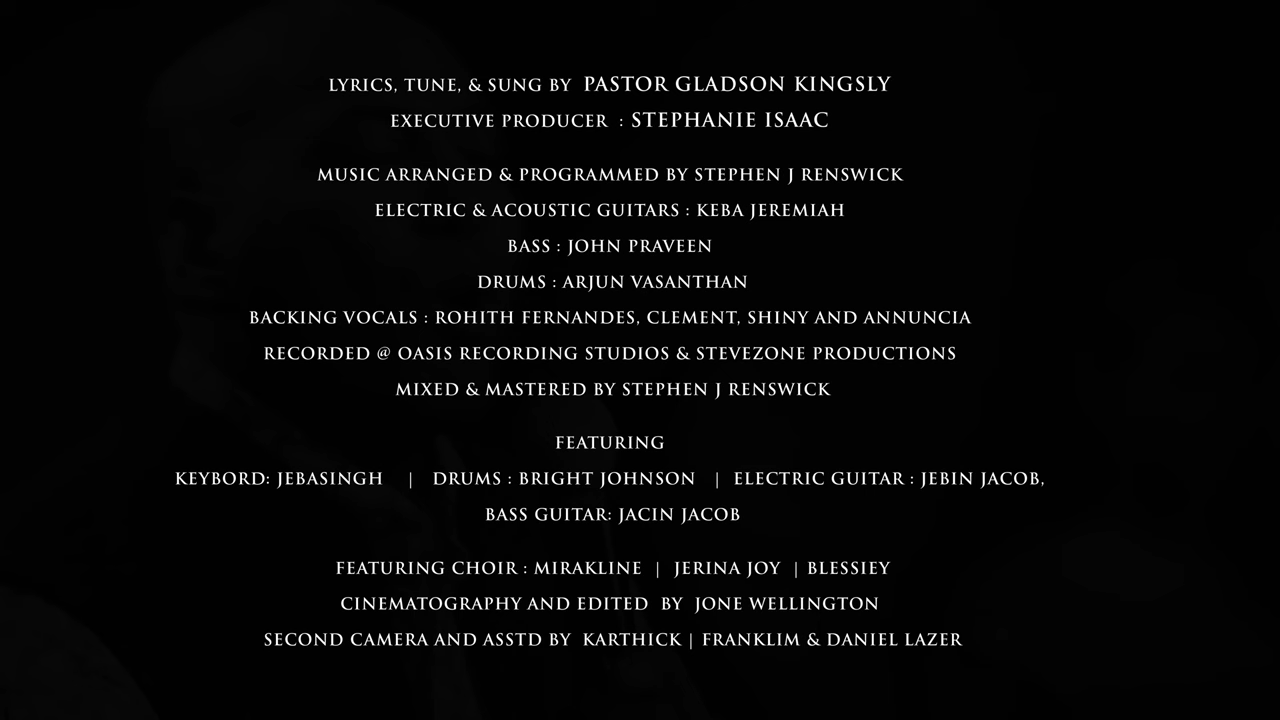 LYRICS, TUNE, & SUNG BY PASTOR GLADSON KINGSLY
EXECUTIVE PRODUCER : STEPHANIE ISAAC
MUSIC ARRANGED & PROGRAMMED BY STEPHEN J RENSWICK
ELECTRIC & ACOUSTIC GUITARS : KEBA JEREMIAH
BASS : JOHN PRAVEEN
DRUMS : ARJUN VASANTHAN
BACKING VOCALS : ROHITH FERNANDES, CLEMENT, SHINY AND ANNUNCIA
RECORDED @ OASIS RECORDING STUDIOS & STEVEZONE PRODUCTIONS
MIXED & MASTERED BY STEPHEN J RENSWICK
FEATURING
KEYBORD: JEBASINGH | DRUMS : BRIGHT JOHNSON | ELECTRIC GUITAR : JEBIN JACOB,
BASS GUITAR: JACIN JACOB
FEATURING CHOIR : MIRAKLINE | JERINA JOY | BLESSIEY
CINEMATOGRAPHY AND EDITED BY JONE WELLINGTON
SECOND CAMERA AND ASSTD BY KARTHICK | FRANKLIM & DANIEL LAZER